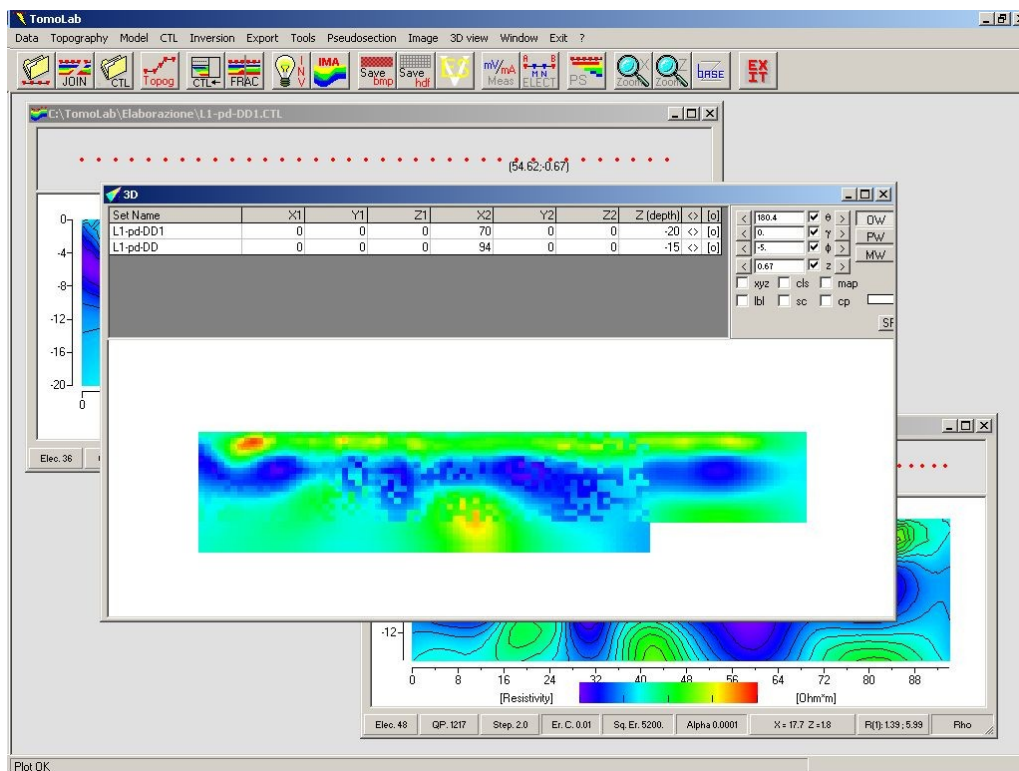 TomoLab
Data Topography Model CTL Inversion Export Tools Pseudosection Image 3D view Window Exit ?
JOIN CTL Topog CTL FRAC INV IMA Save bmp Save hdf mV/mA Meas A B M N ELECT PS Zoom X Zoom Z BASE EXIT
C:\TomoLab\Elaborazione\L1-pd-DD1.CTL
(54.62;-0.67)
3D
Set Name X1 Y1 Z1 X2 Y2 Z2 Z (depth) <> [o]
L1-pd-DD1 0 0 0 70 0 0 -20 <> [o]
L1-pd-DD 0 0 0 94 0 0 -15 <> [o]
< 180.4 θ > OW
< 0. γ > PW
< -5. ϕ > MW
< 0.67 z >
xyz cls map
lbl sc cp
0
-4
-8
-12
-16
-20
0
Elec. 36
-12
0 8 16 24 32 40 48 56 64 72 80 88
[Resistivity] [Ohm*m]
Elec. 48 QP. 1217 Step. 2.0 Er. C. 0.01 Sq. Er. 5200. Alpha 0.0001 X = 17.7 Z =1.8 R(1): 1.39 ; 5.99 Rho
Plot OK